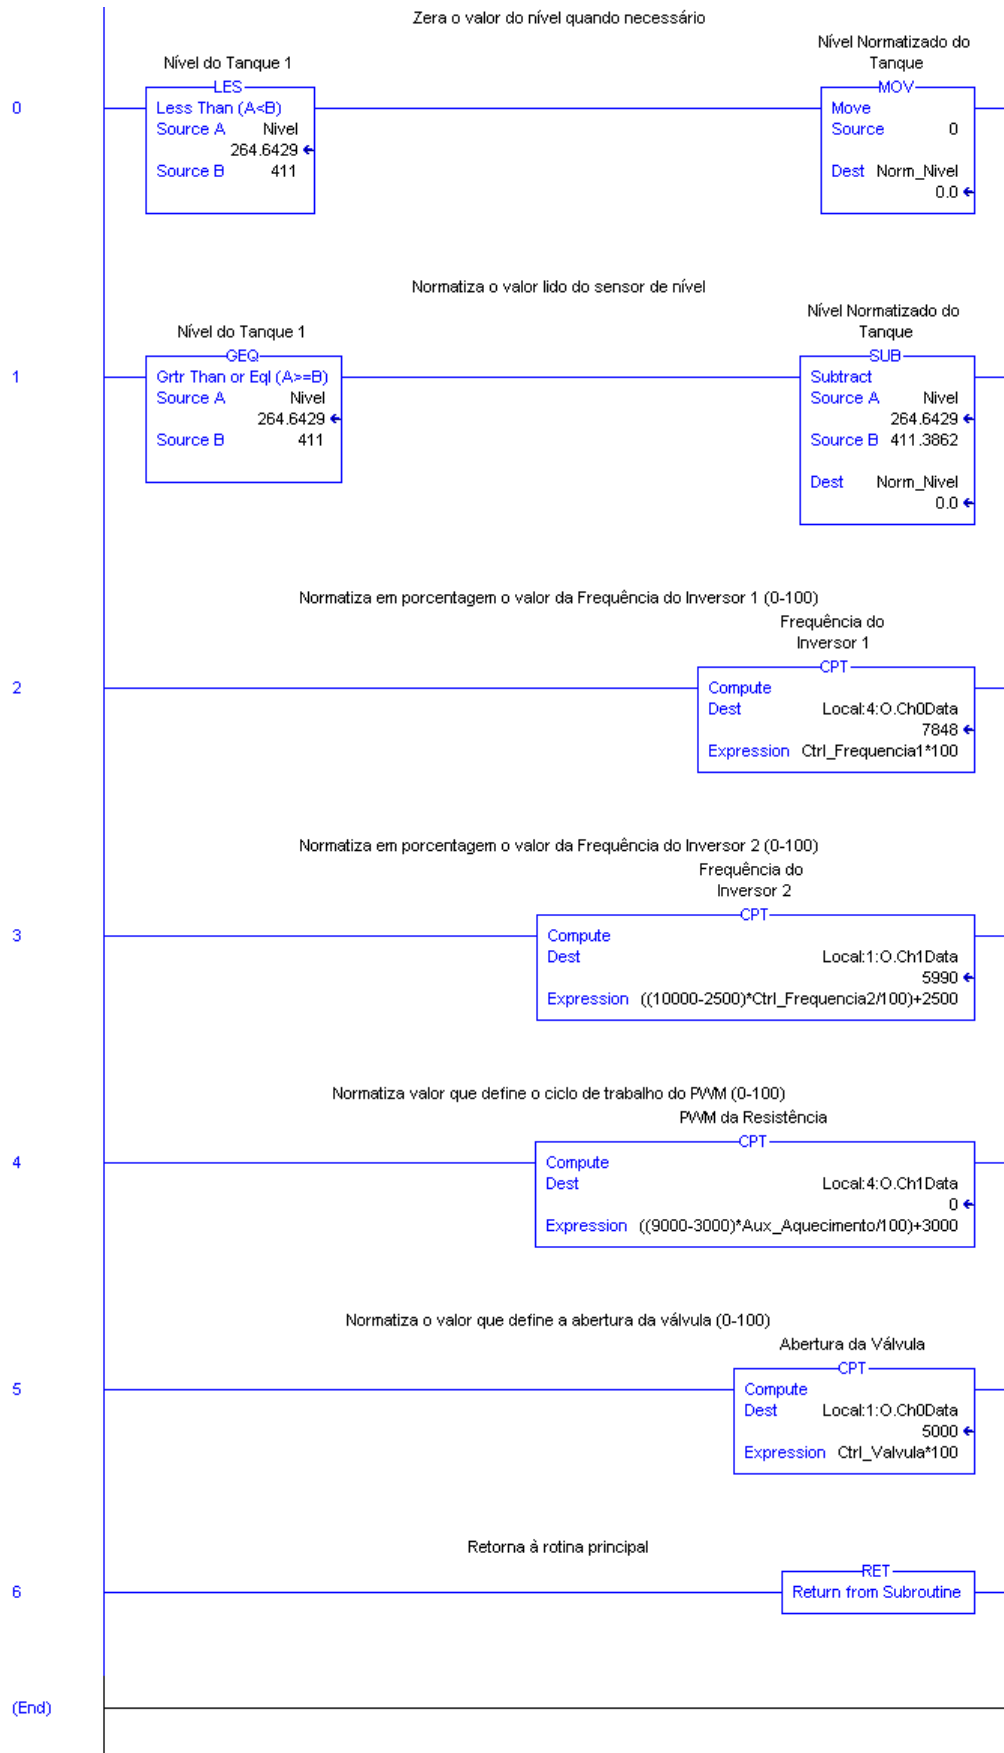 Zera o valor do nível quando necessário
Nível do Tanque 1
Nível Normatizado do
Tanque
0
LES
Less Than (A<B)
Source A Nivel
264.6429
Source B 411
MOV
Move
Source 0
Dest Norm_Nivel
0.0
Normatiza o valor lido do sensor de nível
Nível do Tanque 1
Nível Normatizado do
Tanque
1
GEQ
Grtr Than or Eql (A>=B)
Source A Nivel
264.6429
Source B 411
SUB
Subtract
Source A Nivel
264.6429
Source B 411.3862
Dest Norm_Nivel
0.0
Normatiza em porcentagem o valor da Frequência do Inversor 1 (0-100)
Frequência do
Inversor 1
2
CPT
Compute
Dest Local:4:O.Ch0Data
7848
Expression Ctrl_Frequencia1*100
Normatiza em porcentagem o valor da Frequência do Inversor 2 (0-100)
Frequência do
Inversor 2
3
CPT
Compute
Dest Local:1:O.Ch1Data
5990
Expression ((10000-2500)*Ctrl_Frequencia2/100)+2500
Normatiza valor que define o ciclo de trabalho do PWM (0-100)
PWM da Resistência
4
CPT
Compute
Dest Local:4:O.Ch1Data
0
Expression ((9000-3000)*Aux_Aquecimento/100)+3000
Normatiza o valor que define a abertura da válvula (0-100)
Abertura da Válvula
5
CPT
Compute
Dest Local:1:O.Ch0Data
5000
Expression Ctrl_Valvula*100
Retorna à rotina principal
6
RET
Return from Subroutine
(End)